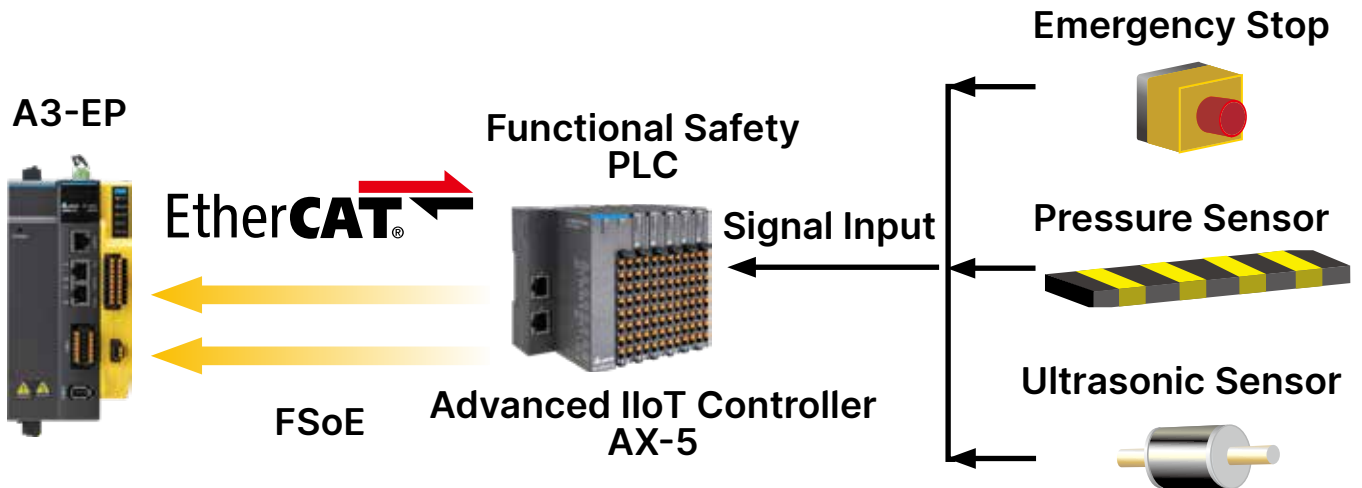 Emergency Stop
A3-EP
Functional Safety
PLC
EtherCAT®
Signal Input
Pressure Sensor
Ultrasonic Sensor
FSoE
Advanced IIoT Controller
AX-5